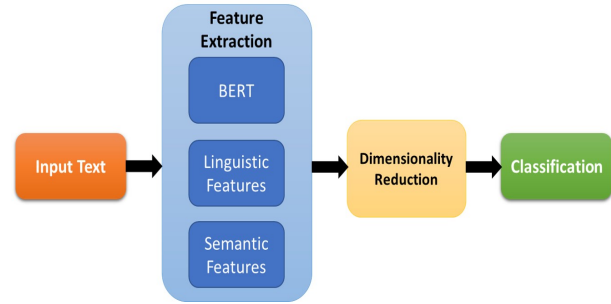 Feature
Extraction
BERT
Input Text
Linguistic
Features
Dimensionality
Reduction
Classification
Semantic
Features